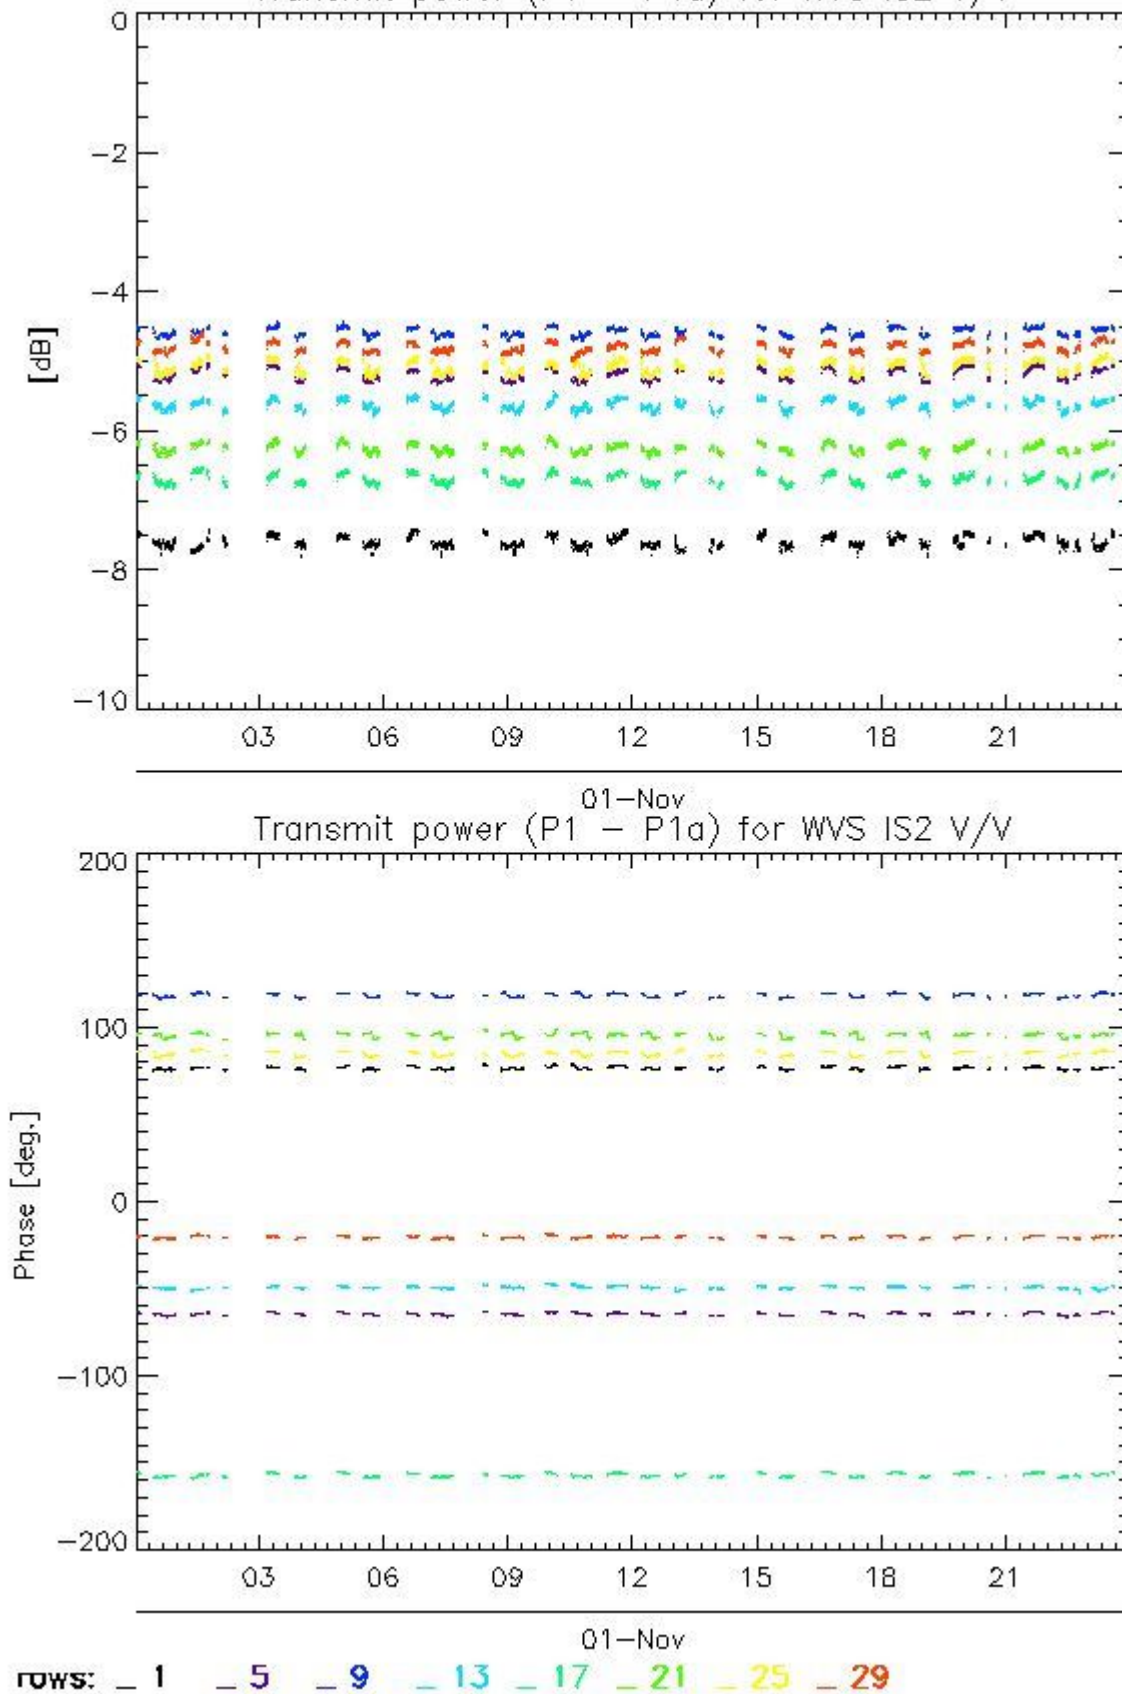 0
−2
−4
[dB]
−6
−8
−10
03 06 09 12 15 18 21
01−Nov
Transmit power (P1 − P1a) for WVS IS2 V/V
200
100
0
Phase [deg.]
−100
−200
03 06 09 12 15 18 21
01−Nov
rows: _ 1 _ 5 _ 9 _ 13 _ 17 _ 21 _ 25 _ 29